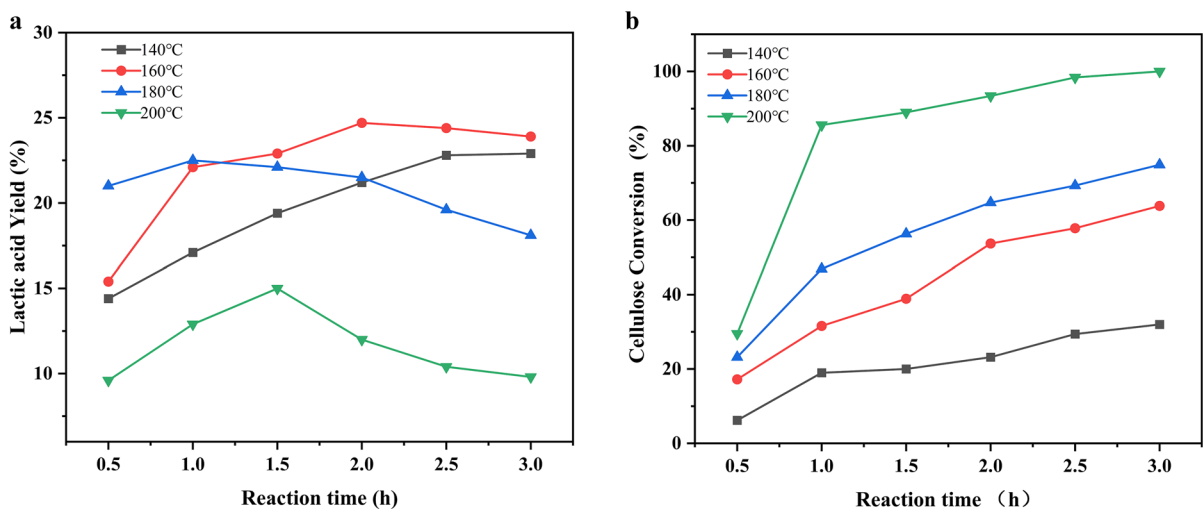 a
30
25
20
15
10
Lactic acid Yield (%)
140℃
160℃
180℃
200℃
0.5 1.0 1.5 2.0 2.5 3.0
Reaction time (h)
b
100
80
60
40
20
0
Cellulose Conversion (%)
140℃
160℃
180℃
200℃
0.5 1.0 1.5 2.0 2.5 3.0
Reaction time （h）